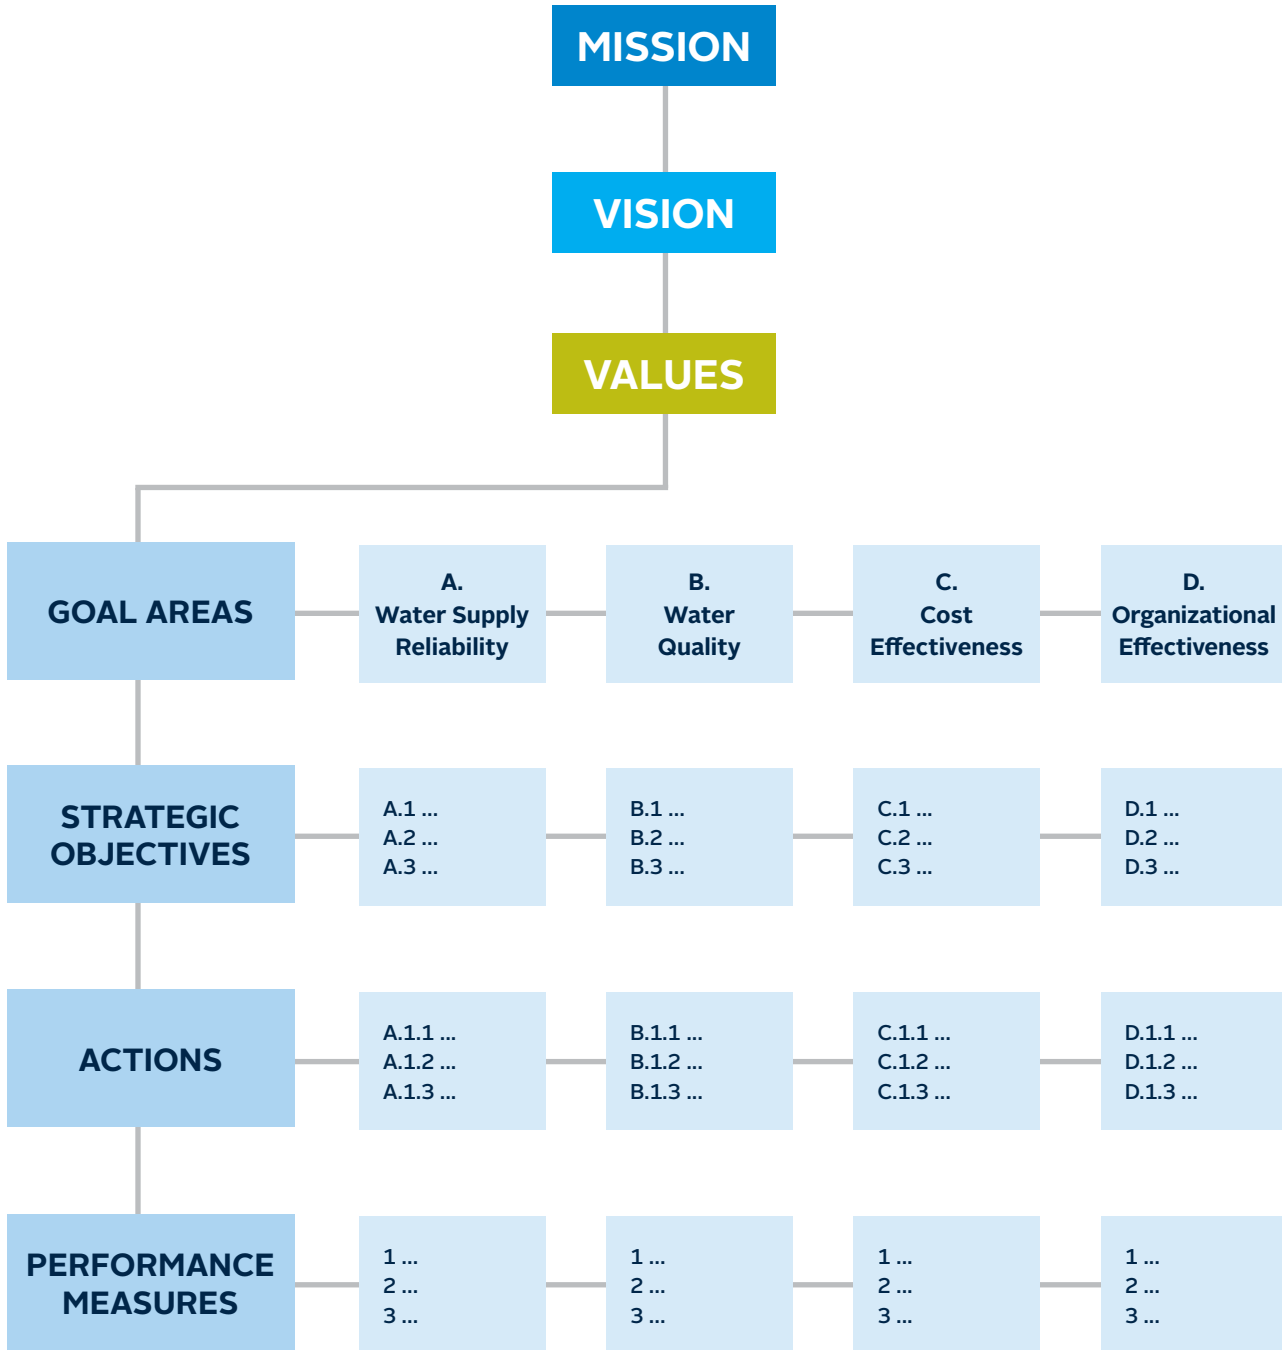 MISSION
VISION
VALUES
GOAL AREAS
A.
Water Supply
Reliability
B.
Water
Quality
C.
Cost
Effectiveness
D.
Organizational
Effectiveness
STRATEGIC
OBJECTIVES
A.1 ...
A.2 ...
A.3 ...
B.1 ...
B.2 ...
B.3 ...
C.1 ...
C.2 ...
C.3 ...
D.1 ...
D.2 ...
D.3 ...
ACTIONS
A.1.1 ...
A.1.2 ...
A.1.3 ...
B.1.1 ...
B.1.2 ...
B.1.3 ...
C.1.1 ...
C.1.2 ...
C.1.3 ...
D.1.1 ...
D.1.2 ...
D.1.3 ...
PERFORMANCE
MEASURES
1 ...
2 ...
3 ...
1 ...
2 ...
3 ...
1 ...
2 ...
3 ...
1 ...
2 ...
3 ...